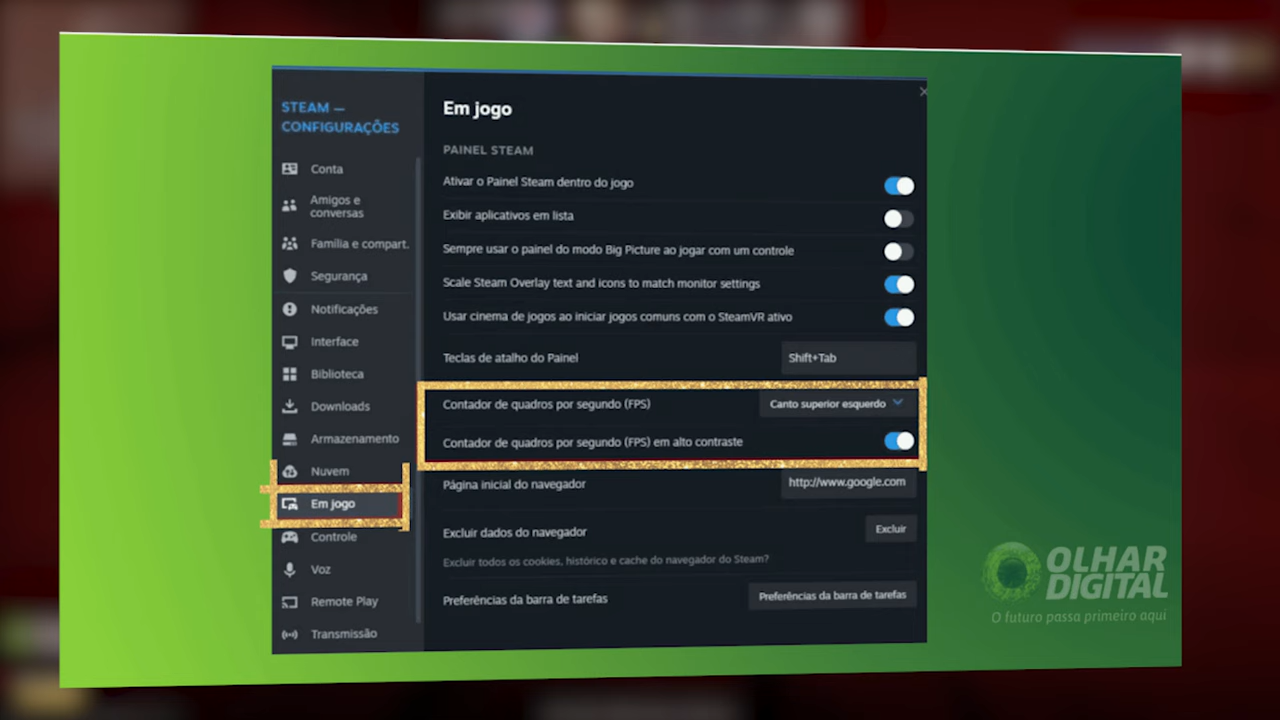 STEAM —
CONFIGURAÇÕES
Conta
Amigos e
conversas
Família e compart.
Segurança
Notificações
Interface
Biblioteca
Downloads
Armazenamento
Nuvem
Em jogo
Controle
Voz
Remote Play
Transmissão
Em jogo
PAINEL STEAM
Ativar o Painel Steam dentro do jogo
Exibir aplicativos em lista
Sempre usar o painel do modo Big Picture ao jogar com um controle
Scale Steam Overlay text and icons to match monitor settings
Usar cinema de jogos ao iniciar jogos comuns com o SteamVR ativo
Teclas de atalho do Painel Shift+Tab
Contador de quadros por segundo (FPS) Canto superior esquerdo
Contador de quadros por segundo (FPS) em alto contraste
Página inicial do navegador http://www.google.com
Excluir dados do navegador Excluir
Excluir todos os cookies, histórico e cache do navegador do Steam?
Preferências da barra de tarefas Preferências da barra de tarefas
OLHAR
DIGITAL
O futuro passa primeiro aqui